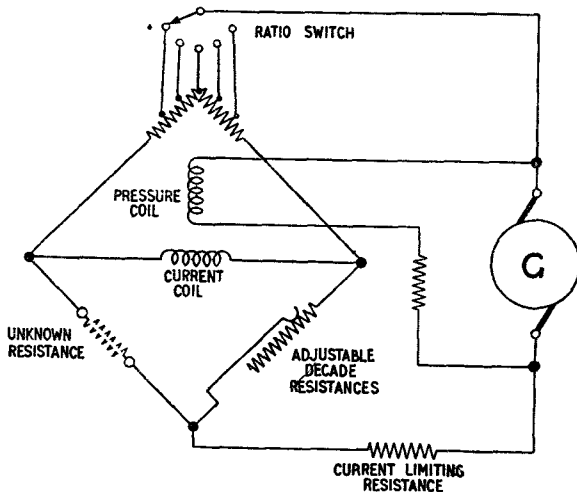 RATIO SWITCH
PRESSURE
COIL
CURRENT
COIL
G
UNKNOWN
RESISTANCE
ADJUSTABLE
DECADE
RESISTANCES
CURRENT LIMITING
RESISTANCE